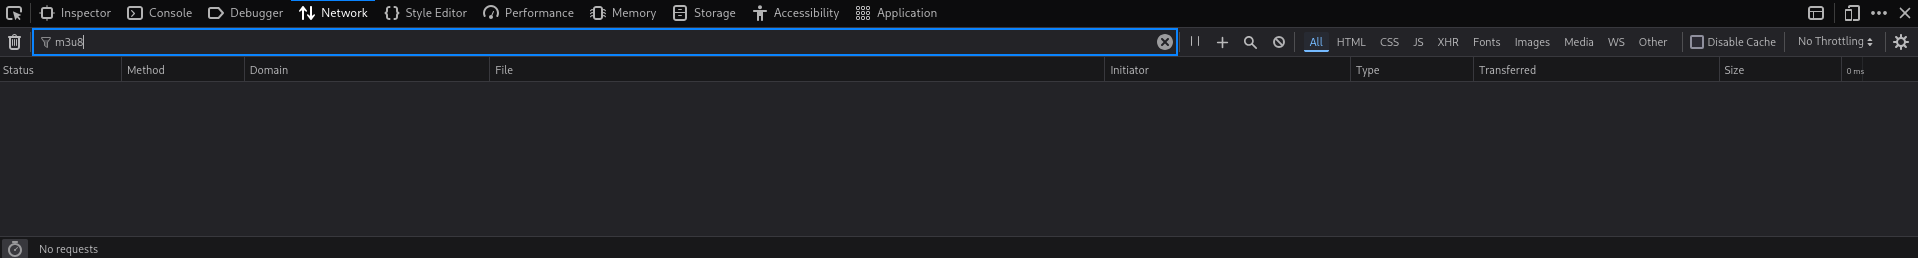 Inspector Console Debugger Network Style Editor Performance Memory Storage Accessibility Application
m3u8 All HTML CSS JS XHR Fonts Images Media WS Other Disable Cache No Throttling
Status Method Domain File Initiator Type Transferred Size 0 ms
No requests